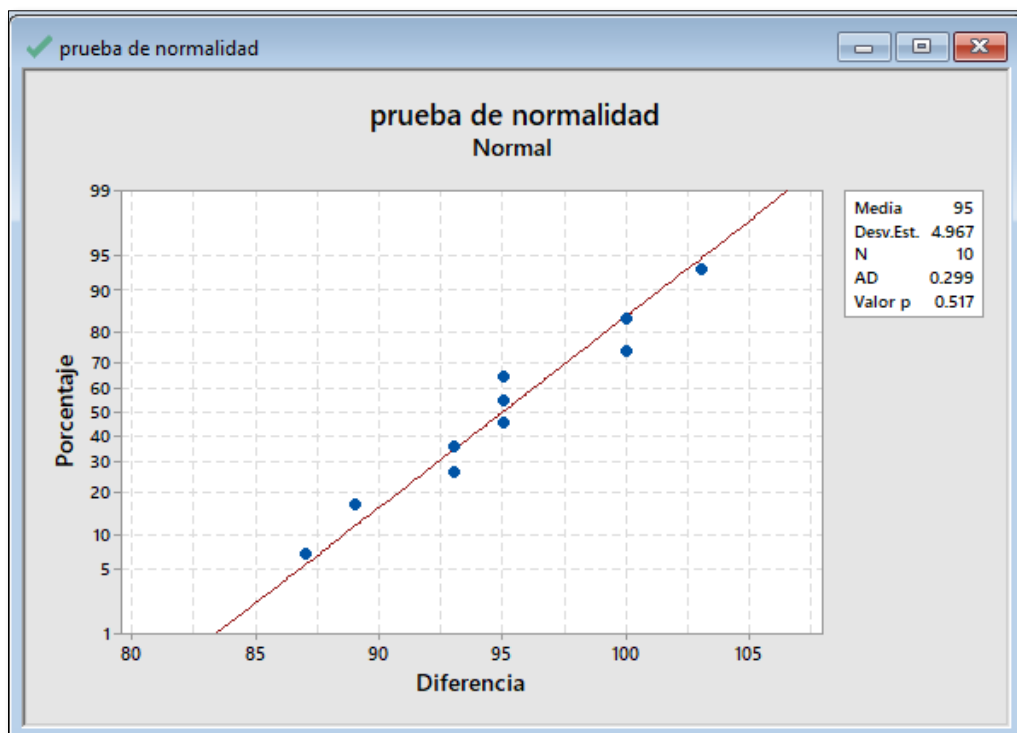 prueba de normalidad
prueba de normalidad
Normal
99
95
90
80
70
60
50
40
30
20
10
5
1
Porcentaje
80 85 90 95 100 105
Diferencia
Media 95
Desv.Est. 4.967
N 10
AD 0.299
Valor p 0.517